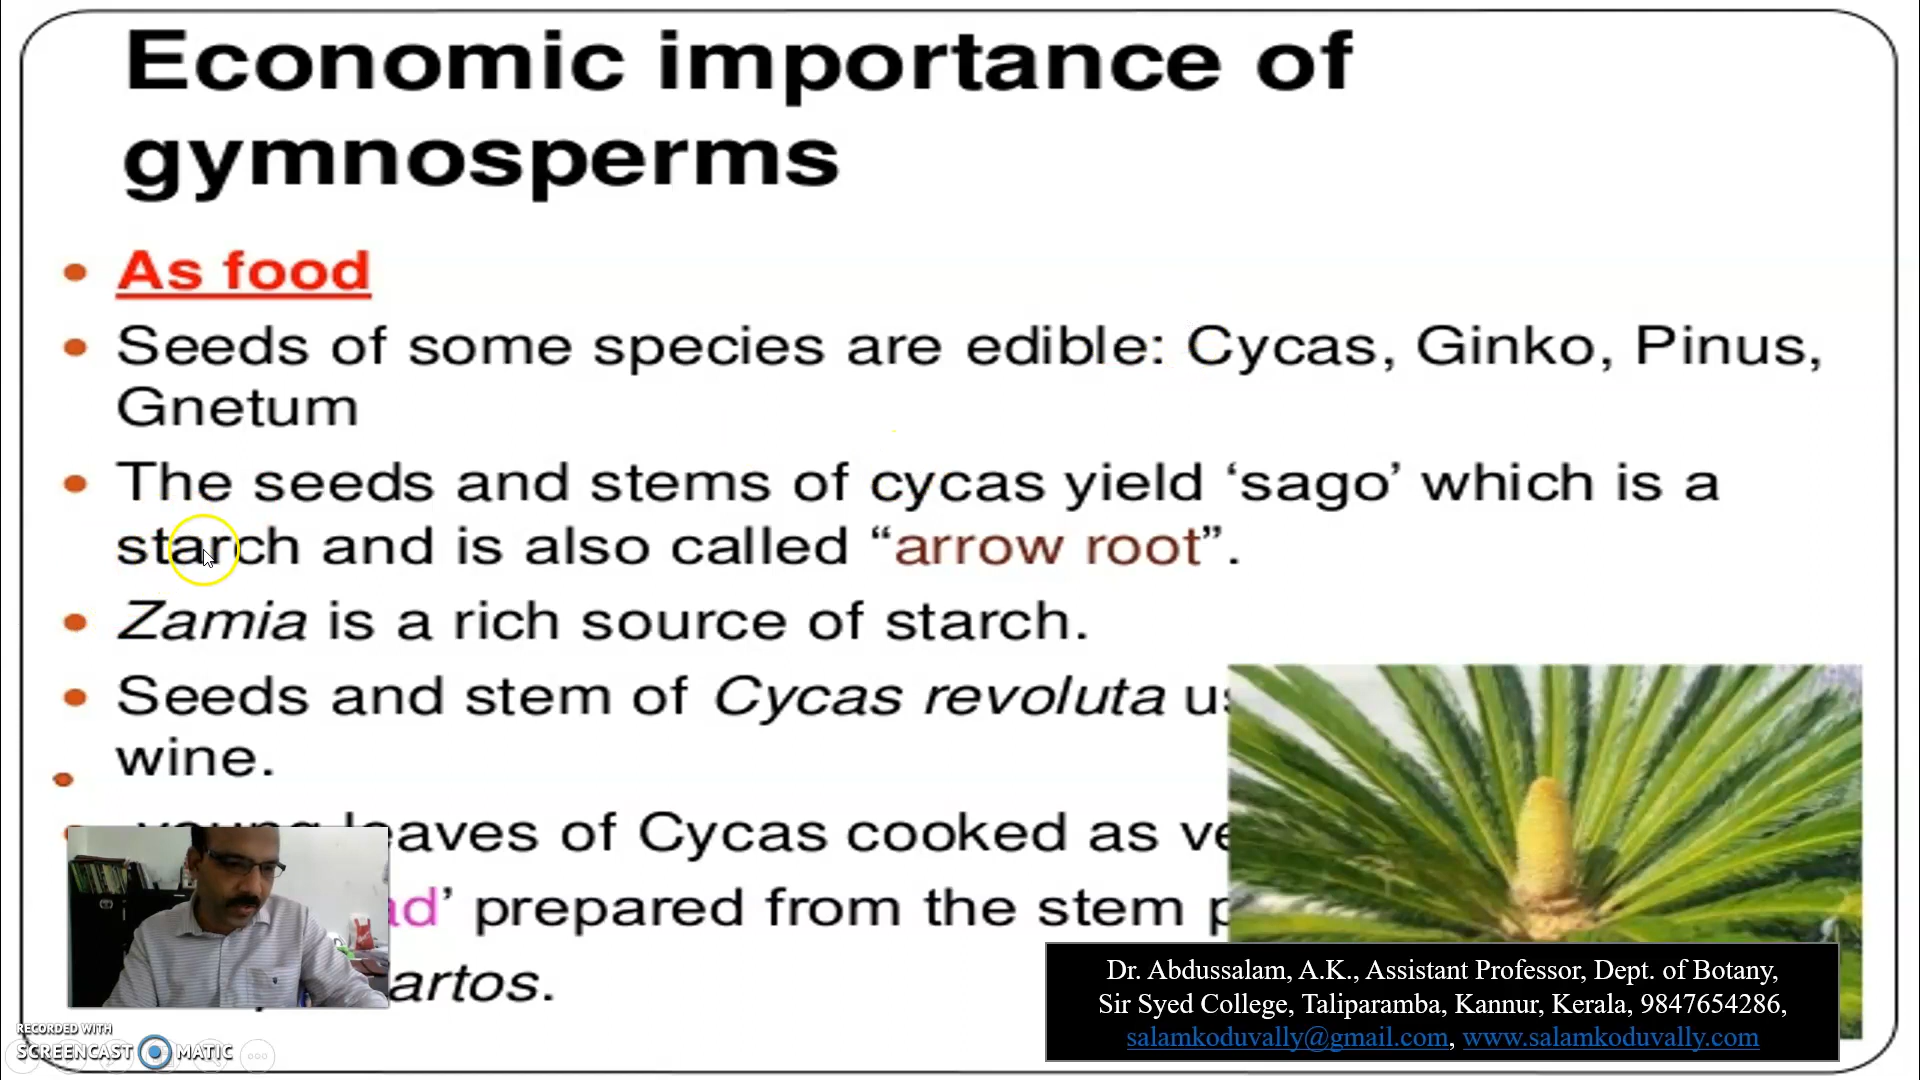 Economic importance of
gymnosperms
As food
Seeds of some species are edible: Cycas, Ginko, Pinus,
Gnetum
The seeds and stems of cycas yield ‘sago’ which is a
starch and is also called “arrow root”.
Zamia is a rich source of starch.
Seeds and stem of Cycas revoluta
wine.
young leaves of Cycas cooked as
prepared from the stem
Dr. Abdussalam, A.K., Assistant Professor, Dept. of Botany,
Sir Syed College, Taliparamba, Kannur, Kerala, 9847654286,
salamkoduvally@gmail.com, www.salamkoduvally.com
RECORDED WITH
SCREENCAST MATIC